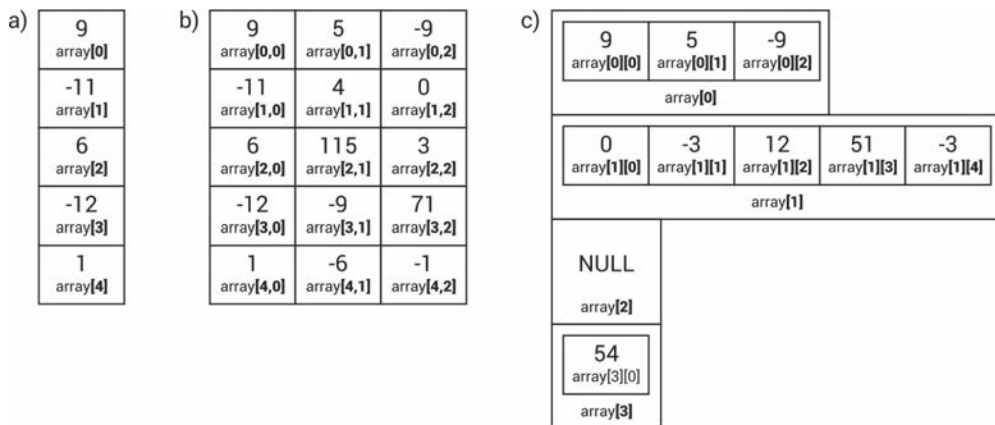 a)
9
array[0]
-11
array[1]
6
array[2]
-12
array[3]
1
array[4]
b)
9 5 -9
array[0,0] array[0,1] array[0,2]
-11 4 0
array[1,0] array[1,1] array[1,2]
6 115 3
array[2,0] array[2,1] array[2,2]
-12 -9 71
array[3,0] array[3,1] array[3,2]
1 -6 -1
array[4,0] array[4,1] array[4,2]
c)
9 5 -9
array[0][0] array[0][1] array[0][2]
array[0]
0 -3 12 51 -3
array[1][0] array[1][1] array[1][2] array[1][3] array[1][4]
array[1]
NULL
array[2]
54
array[3][0]
array[3]